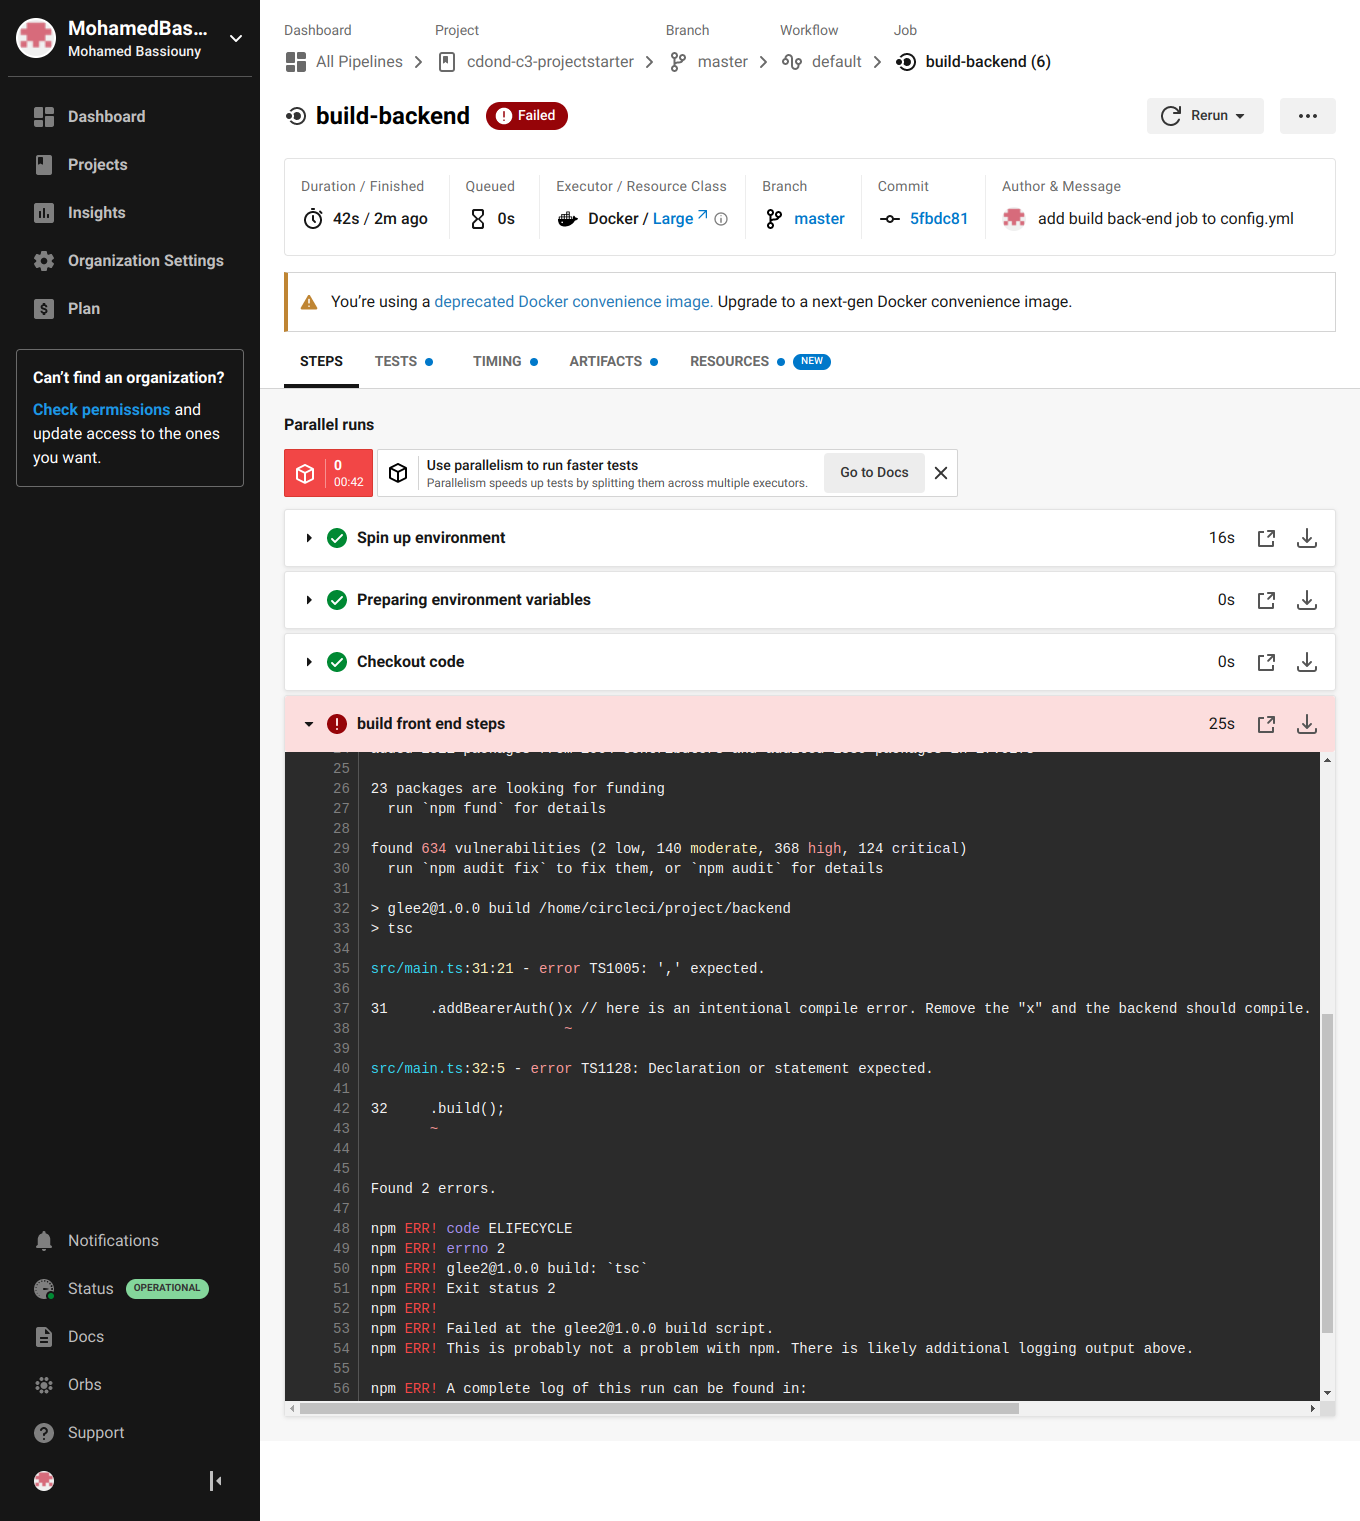 MohamedBas...
Mohamed Bassiouny
Dashboard
Projects
Insights
Organization Settings
Plan
Can't find an organization?
Check permissions and
update access to the ones
you want.
Notifications
Status OPERATIONAL
Docs
Orbs
Support
Dashboard Project Branch Workflow Job
All Pipelines cdond-c3-projectstarter master default build-backend (6)
build-backend Failed
Rerun
Duration / Finished Queued Executor / Resource Class Branch Commit Author & Message
42s / 2m ago 0s Docker / Large master 5fbdc81 add build back-end job to config.yml
You're using a deprecated Docker convenience image. Upgrade to a next-gen Docker convenience image.
STEPS TESTS TIMING ARTIFACTS RESOURCES NEW
Parallel runs
0
00:42
Use parallelism to run faster tests
Parallelism speeds up tests by splitting them across multiple executors.
Go to Docs
Spin up environment 16s
Preparing environment variables 0s
Checkout code 0s
build front end steps 25s
25
26 23 packages are looking for funding
27 run `npm fund` for details
28
29 found 634 vulnerabilities (2 low, 140 moderate, 368 high, 124 critical)
30 run `npm audit fix` to fix them, or `npm audit` for details
31
32 > glee2@1.0.0 build /home/circleci/project/backend
33 > tsc
34
35 src/main.ts:31:21 - error TS1005: ',' expected.
36
37 31 .addBearerAuth()x // here is an intentional compile error. Remove the "x" and the backend should compile.
38 ~
39
40 src/main.ts:32:5 - error TS1128: Declaration or statement expected.
41
42 32 .build();
43 ~
44
45
46 Found 2 errors.
47
48 npm ERR! code ELIFECYCLE
49 npm ERR! errno 2
50 npm ERR! glee2@1.0.0 build: `tsc`
51 npm ERR! Exit status 2
52 npm ERR!
53 npm ERR! Failed at the glee2@1.0.0 build script.
54 npm ERR! This is probably not a problem with npm. There is likely additional logging output above.
55
56 npm ERR! A complete log of this run can be found in: